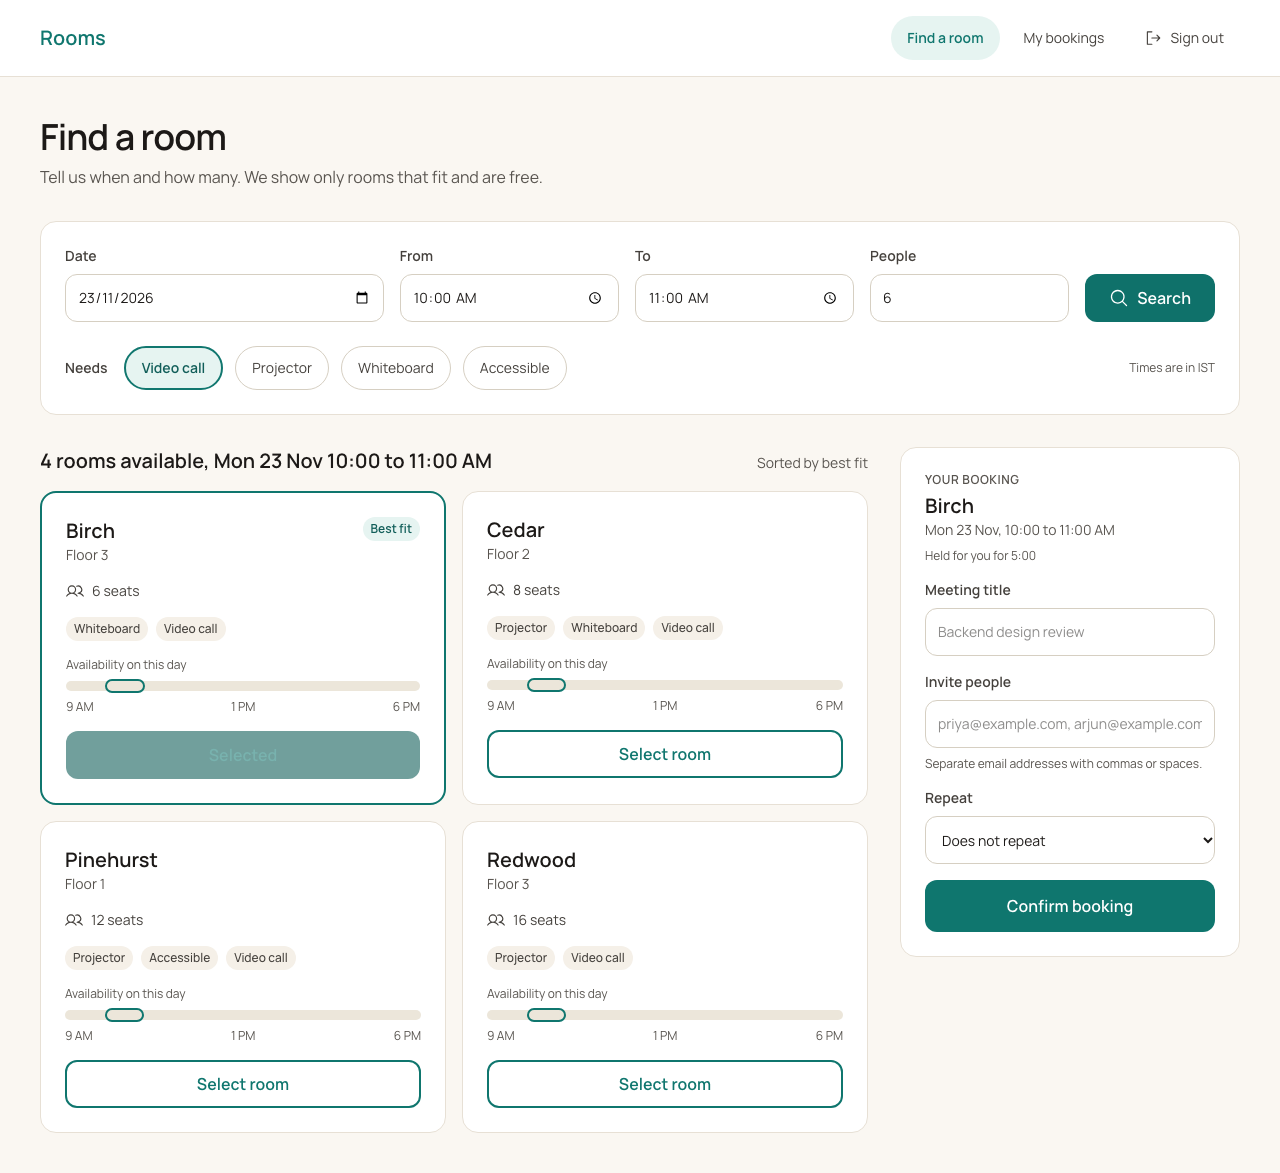 Rooms
Find a room
My bookings
Sign out
Find a room
Tell us when and how many. We show only rooms that fit and are free.
Date
From
To
People
23/11/2026
10:00 AM
11:00 AM
6
Search
Needs
Video call
Projector
Whiteboard
Accessible
Times are in IST
4 rooms available, Mon 23 Nov 10:00 to 11:00 AM
Sorted by best fit
Birch
Best fit
Floor 3
6 seats
Whiteboard
Video call
Availability on this day
9 AM
1 PM
6 PM
Selected
Cedar
Floor 2
8 seats
Projector
Whiteboard
Video call
Availability on this day
9 AM
1 PM
6 PM
Select room
Pinehurst
Floor 1
12 seats
Projector
Accessible
Video call
Availability on this day
9 AM
1 PM
6 PM
Select room
Redwood
Floor 3
16 seats
Projector
Video call
Availability on this day
9 AM
1 PM
6 PM
Select room
YOUR BOOKING
Birch
Mon 23 Nov, 10:00 to 11:00 AM
Held for you for 5:00
Meeting title
Backend design review
Invite people
priya@example.com, arjun@example.com
Separate email addresses with commas or spaces.
Repeat
Does not repeat
Confirm booking